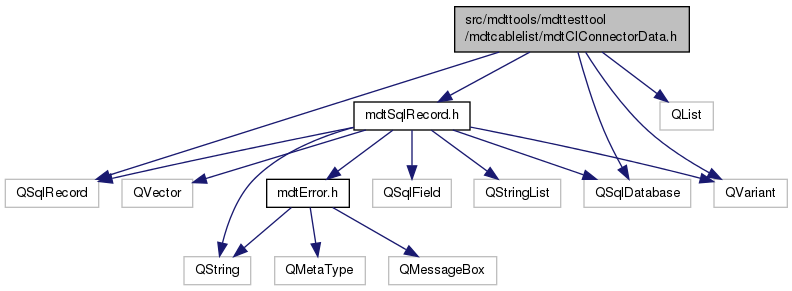 src/mdttools/mdttesttool
/mdtcablelist/mdtClConnectorData.h
mdtSqlRecord.h
QList
QSqlRecord
QVector
mdtError.h
QSqlField
QStringList
QSqlDatabase
QVariant
QString
QMetaType
QMessageBox